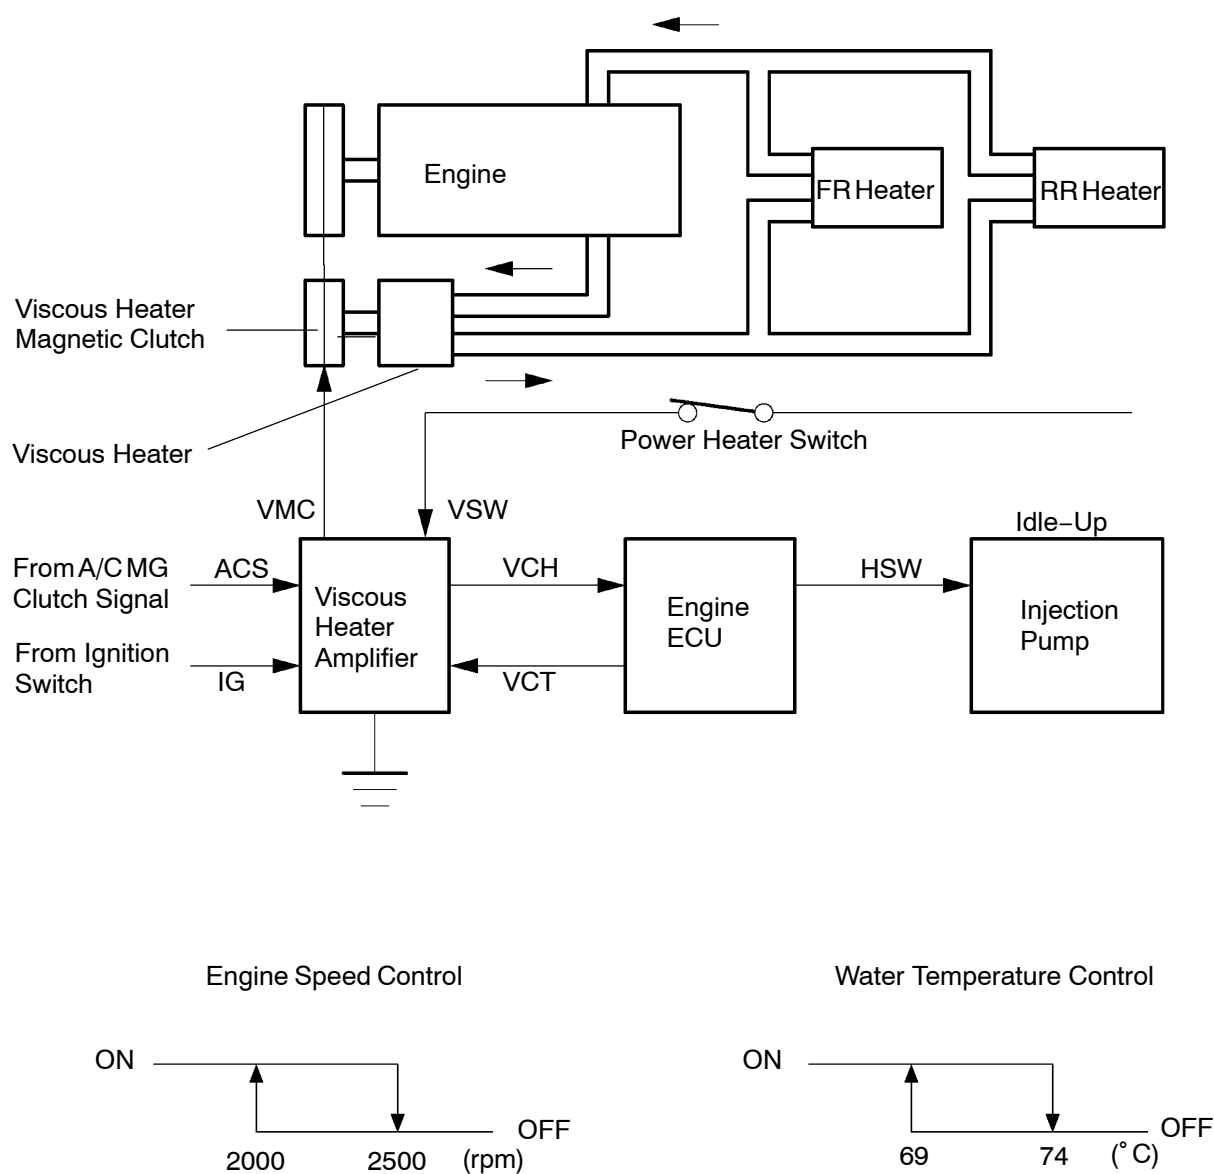 Engine
FR Heater
RR Heater
Viscous Heater
Magnetic Clutch
Power Heater Switch
Viscous Heater
VMC
VSW
Idle-Up
From A/C MG
Clutch Signal
ACS
VCH
HSW
Viscous
Heater
Amplifier
Engine
ECU
Injection
Pump
From Ignition
Switch
IG
VCT
Engine Speed Control
Water Temperature Control
ON
OFF
2000
2500
(rpm)
ON
OFF
69
74
(°C)